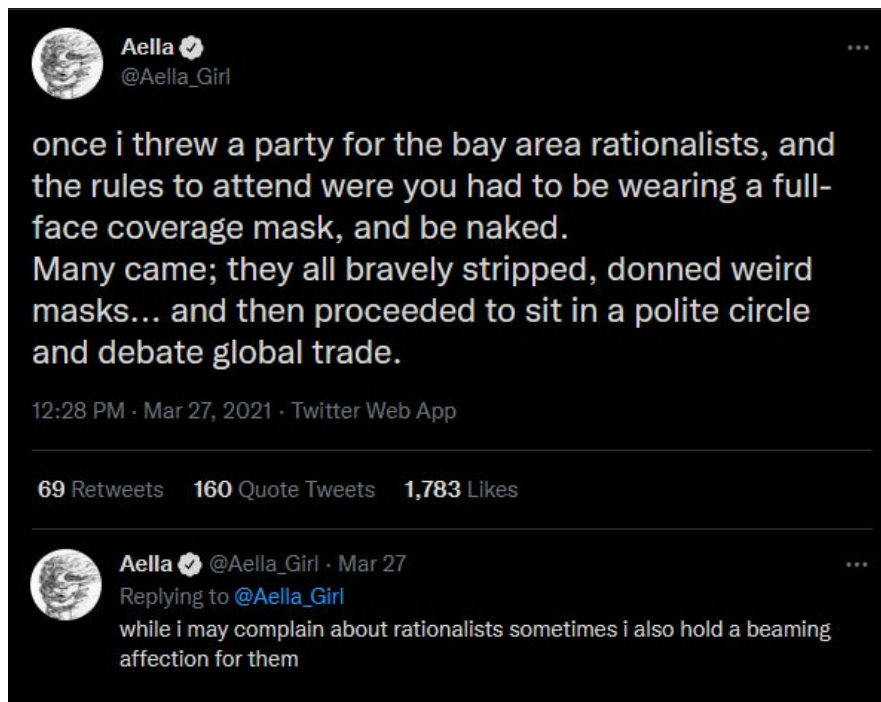 Aella
@Aella_Girl
once i threw a party for the bay area rationalists, and
the rules to attend were you had to be wearing a full-
face coverage mask, and be naked.
Many came; they all bravely stripped, donned weird
masks... and then proceeded to sit in a polite circle
and debate global trade.
12:28 PM · Mar 27, 2021 · Twitter Web App
69 Retweets 160 Quote Tweets 1,783 Likes
Aella @Aella_Girl · Mar 27
Replying to @Aella_Girl
while i may complain about rationalists sometimes i also hold a beaming
affection for them